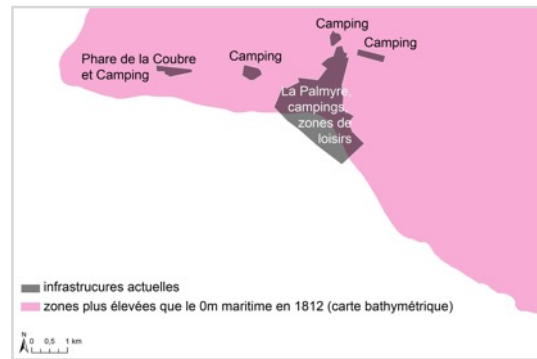 Camping
Phare de la Coubre
et Camping
Camping
Camping
La Palmyre,
campings,
zones de
loisirs
infrastrucures actuelles
zones plus élevées que le 0m maritime en 1812 (carte bathymétrique)
N
0 0,5 1 km